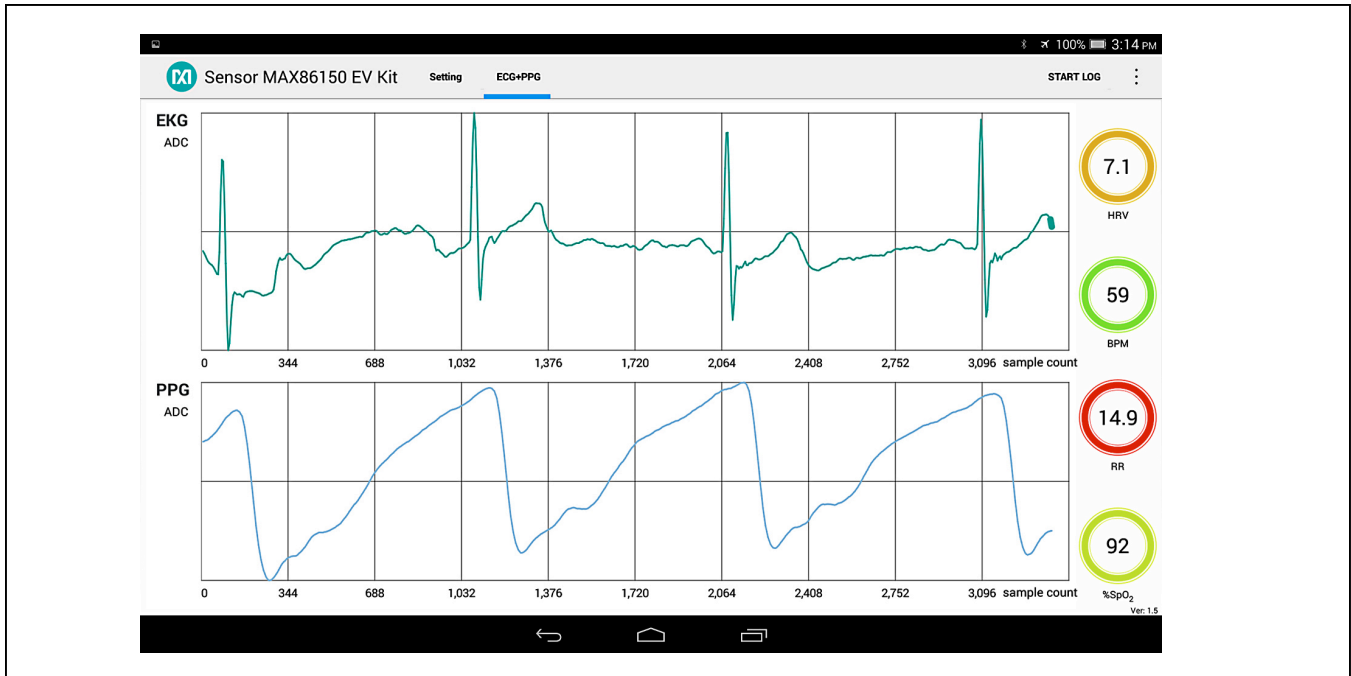 100% 3:14 PM
Sensor MAX86150 EV Kit Setting ECG+PPG START LOG
EKG
ADC
7.1
HRV
59
BPM
0 344 688 1,032 1,376 1,720 2,064 2,408 2,752 3,096 sample count
PPG
ADC
14.9
RR
92
%SpO2
0 344 688 1,032 1,376 1,720 2,064 2,408 2,752 3,096 sample count
Ver: 1.5